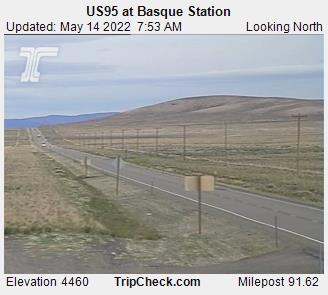 US95 at Basque Station
Updated: May 14 2022 7:53 AM Looking North
Elevation 4460 TripCheck.com Milepost 91.62